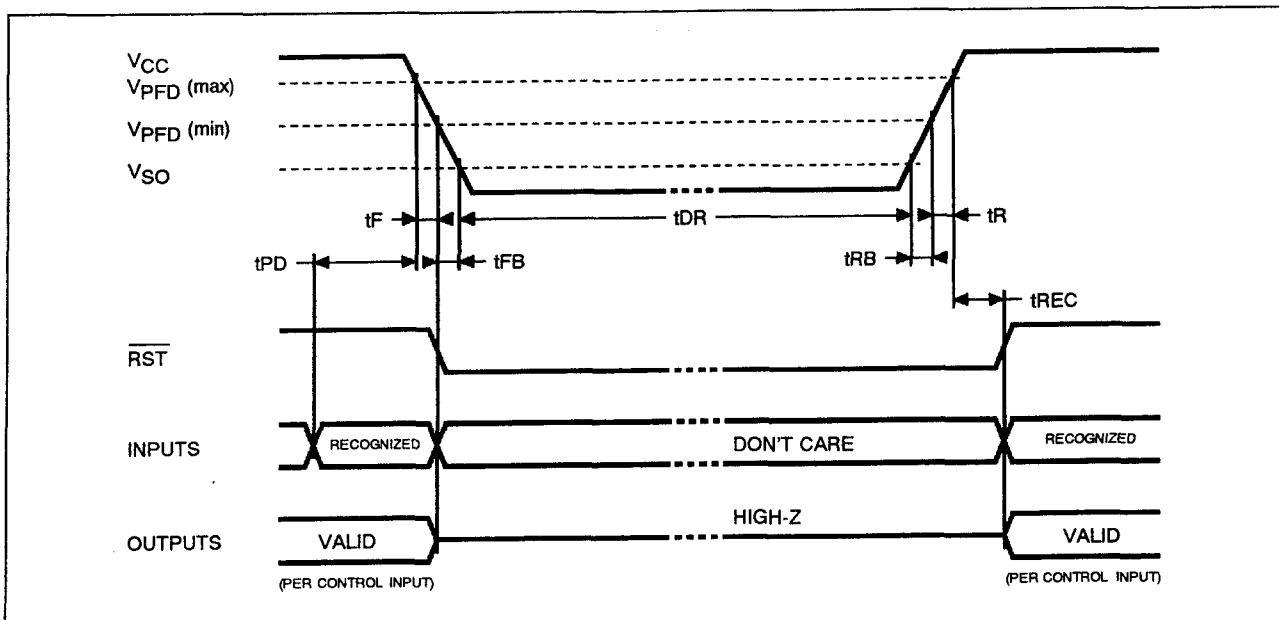 VCC
VPFD (max)
VPFD (min)
VSO
tF
tDR
tR
tPD
tFB
tRB
tREC
RST
INPUTS
RECOGNIZED
DON'T CARE
RECOGNIZED
HIGH-Z
OUTPUTS
VALID
VALID
(PER CONTROL INPUT)
(PER CONTROL INPUT)